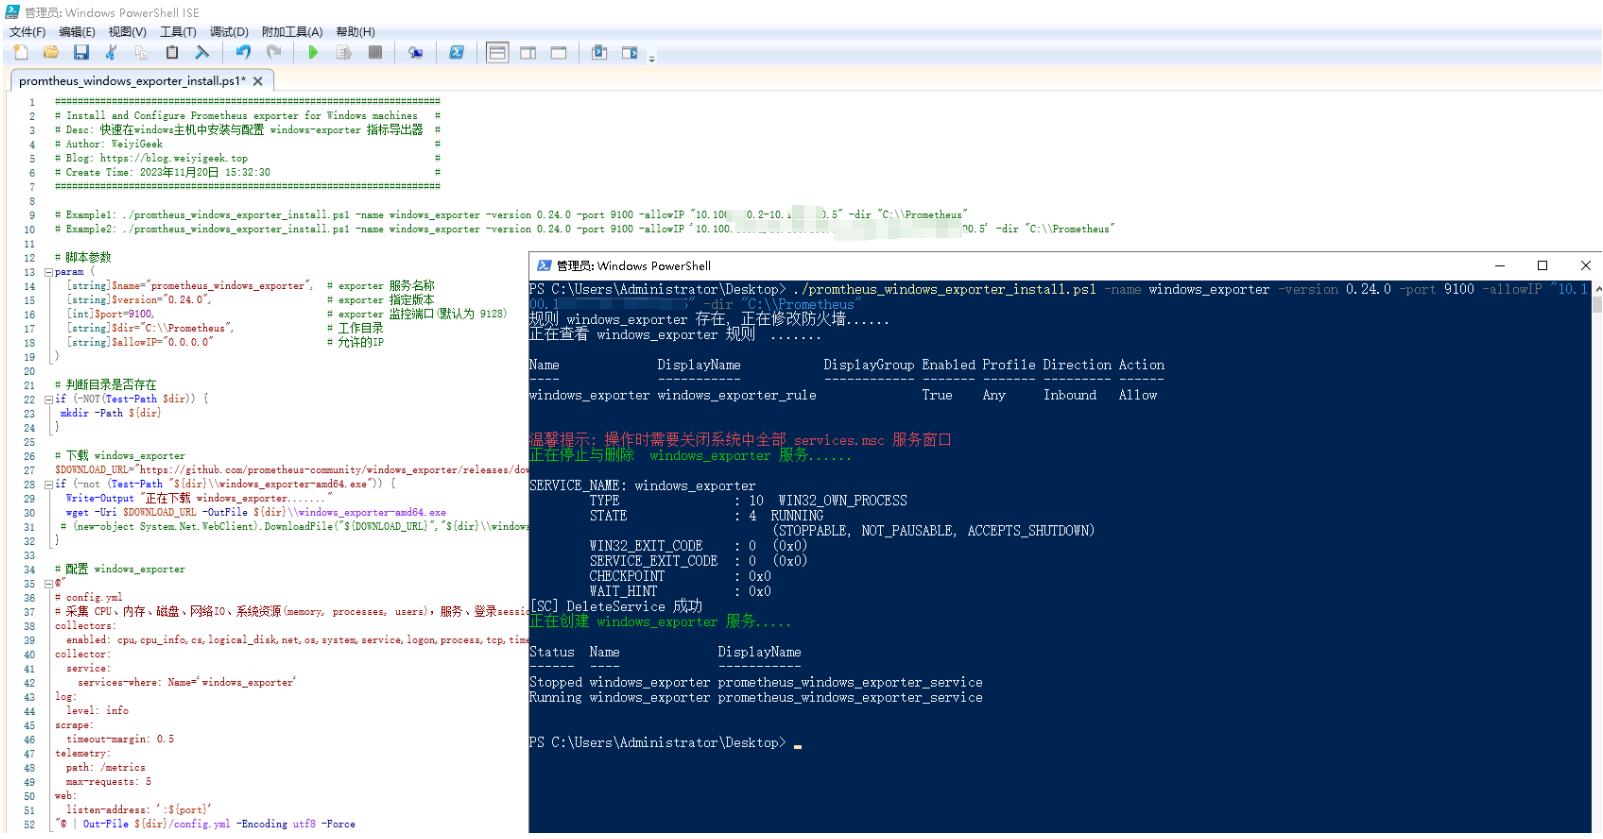 管理员: Windows PowerShell ISE
文件(F) 编辑(E) 视图(V) 工具(T) 调试(D) 附加工具(A) 帮助(H)
promtheus_windows_exporter_install.ps1* X
1 ####################################################################
2 # Install and Configure Prometheus exporter for Windows machines #
3 # Desc: 快速在windows主机中安装与配置 windows-exporter 指标导出器 #
4 # Author: WeiyiGeek #
5 # Blog: https://blog.weiyigeek.top #
6 # Create Time: 2023年11月20日 15:32:30 #
7 ####################################################################
8
9 # Example1: ./promtheus_windows_exporter_install.ps1 -name windows_exporter -version 0.24.0 -port 9100 -allowIP "10.100 0.2-10.1 0.5" -dir "C:\\Prometheus"
10 # Example2: ./promtheus_windows_exporter_install.ps1 -name windows_exporter -version 0.24.0 -port 9100 -allowIP '10.100. 00.5' -dir "C:\\Prometheus"
11
12 # 脚本参数
13 param (
14 [string]$name="prometheus_windows_exporter", # exporter 服务名称
15 [string]$version="0.24.0", # exporter 指定版本
16 [int]$port=9100, # exporter 监控端口(默认为 9128)
17 [string]$dir="C:\\Prometheus", # 工作目录
18 [string]$allowIP="0.0.0.0" # 允许的IP
19 )
20
21 # 判断目录是否存在
22 if (-NOT(Test-Path $dir)) {
23 mkdir -Path ${dir}
24 }
25
26 # 下载 windows_exporter
27 $DOWNLOAD_URL="https://github.com/prometheus-community/windows_exporter/releases/dow
28 if (-not (Test-Path "${dir}\\windows_exporter-amd64.exe")) {
29 Write-Output "正在下载 windows_exporter......."
30 wget -Uri $DOWNLOAD_URL -OutFile ${dir}\\windows_exporter-amd64.exe
31 # (new-object System.Net.WebClient).DownloadFile("${DOWNLOAD_URL}","${dir}\\windows
32 }
33
34 # 配置 windows_exporter
35 @"
36 # config.yml
37 # 采集 CPU、内存、磁盘、网络IO、系统资源(memory, processes, users), 服务、登录sessio
38 collectors:
39 enabled: cpu,cpu_info,cs,logical_disk,net,os,system,service,logon,process,tcp,time
40 collector:
41 service:
42 services-where: Name='windows_exporter'
43 log:
44 level: info
45 scrape:
46 timeout-margin: 0.5
47 telemetry:
48 path: /metrics
49 max-requests: 5
50 web:
51 listen-address: ':${port}'
52 "@ | Out-File ${dir}/config.yml -Encoding utf8 -Force
管理员: Windows PowerShell
PS C:\Users\Administrator\Desktop> ./promtheus_windows_exporter_install.ps1 -name windows_exporter -version 0.24.0 -port 9100 -allowIP "10.1
00.1 " -dir "C:\\Prometheus"
规则 windows_exporter 存在, 正在修改防火墙......
正在查看 windows_exporter 规则 .......
Name DisplayName DisplayGroup Enabled Profile Direction Action
---- ----------- ------------ ------- ------- --------- ------
windows_exporter windows_exporter_rule True Any Inbound Allow
温馨提示: 操作时需要关闭系统中全部 services.msc 服务窗口
正在停止与删除 windows_exporter 服务......
SERVICE_NAME: windows_exporter
TYPE : 10 WIN32_OWN_PROCESS
STATE : 4 RUNNING
(STOPPABLE, NOT_PAUSABLE, ACCEPTS_SHUTDOWN)
WIN32_EXIT_CODE : 0 (0x0)
SERVICE_EXIT_CODE : 0 (0x0)
CHECKPOINT : 0x0
WAIT_HINT : 0x0
[SC] DeleteService 成功
正在创建 windows_exporter 服务.....
Status Name DisplayName
------ ---- -----------
Stopped windows_exporter prometheus_windows_exporter_service
Running windows_exporter prometheus_windows_exporter_service
PS C:\Users\Administrator\Desktop>